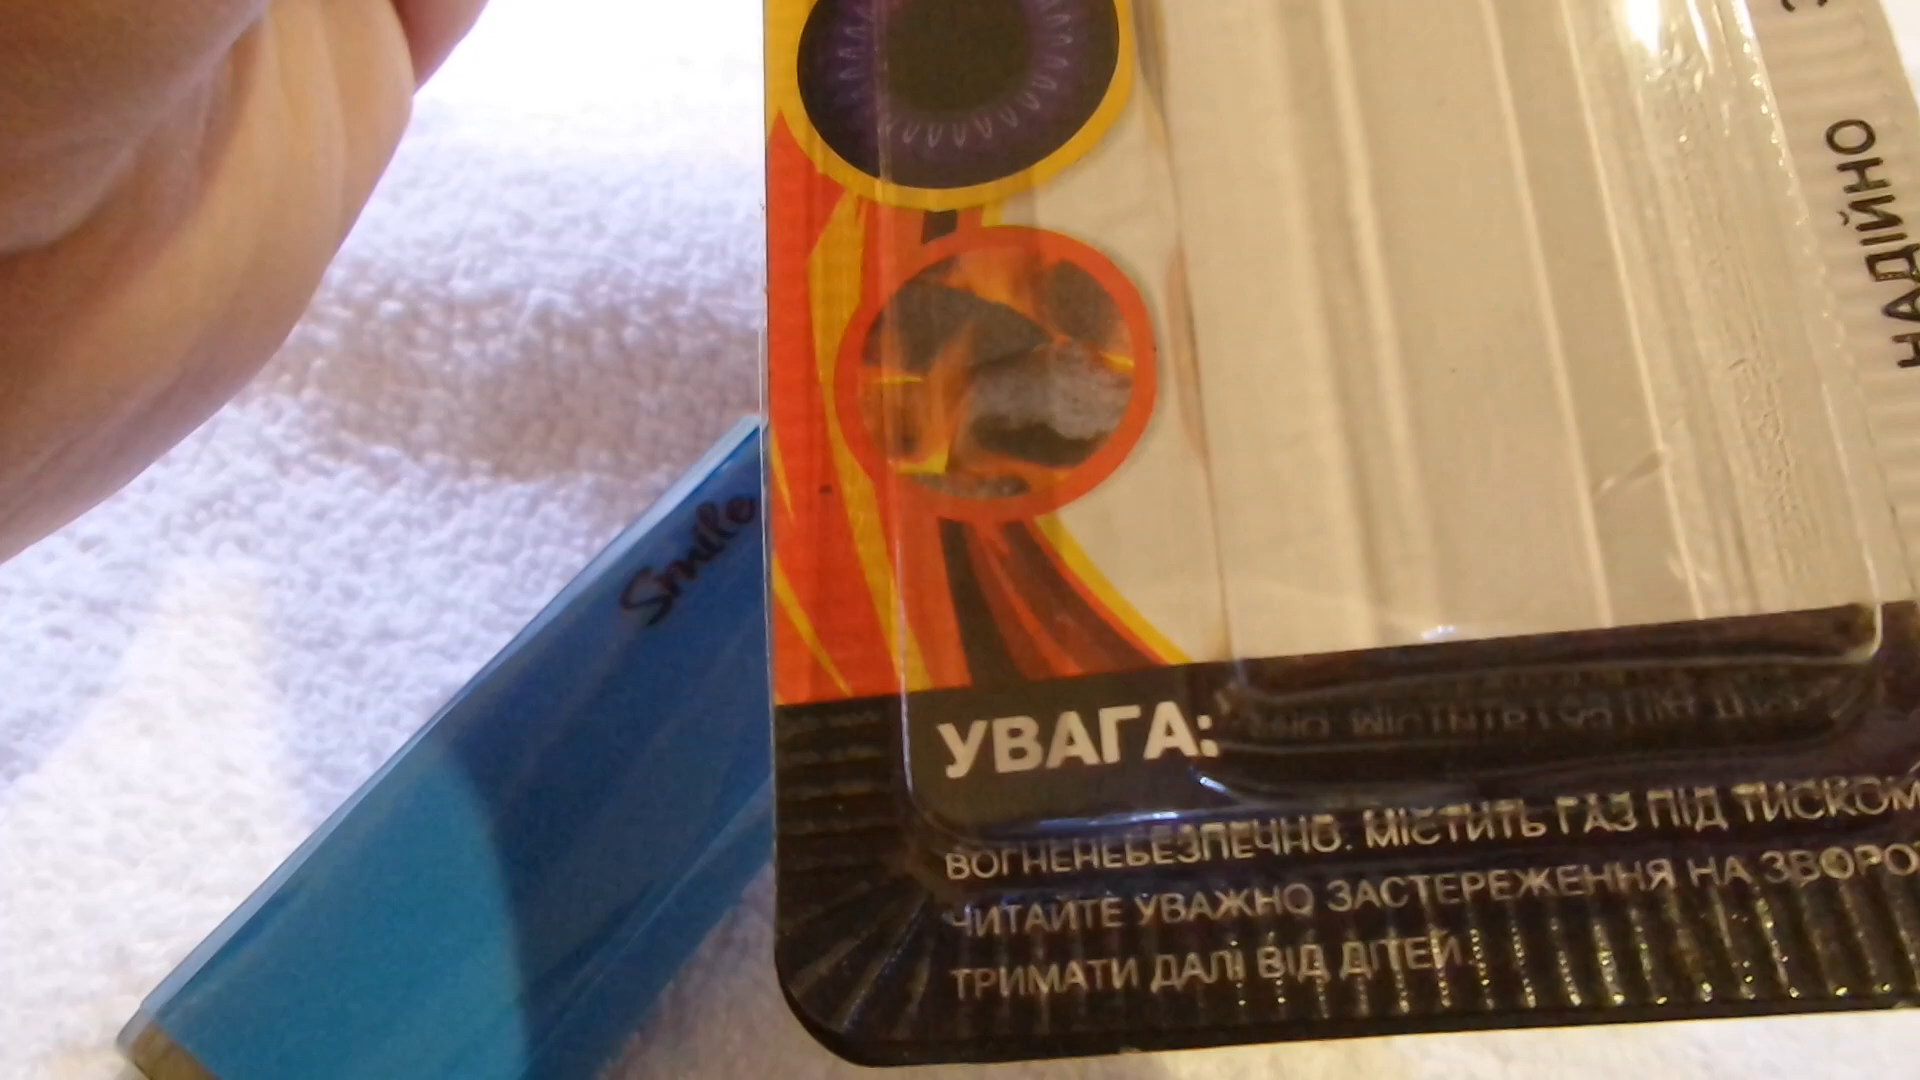 НАДІЙНО
Smile
УВАГА:
ВОГНЕНЕБЕЗПЕЧНО. МІСТИТЬ ГАЗ ПІД ТИСКОМ
ЧИТАЙТЕ УВАЖНО ЗАСТЕРЕЖЕННЯ НА ЗВОРО
ТРИМАТИ ДАЛІ ВІД ДІТЕЙ.